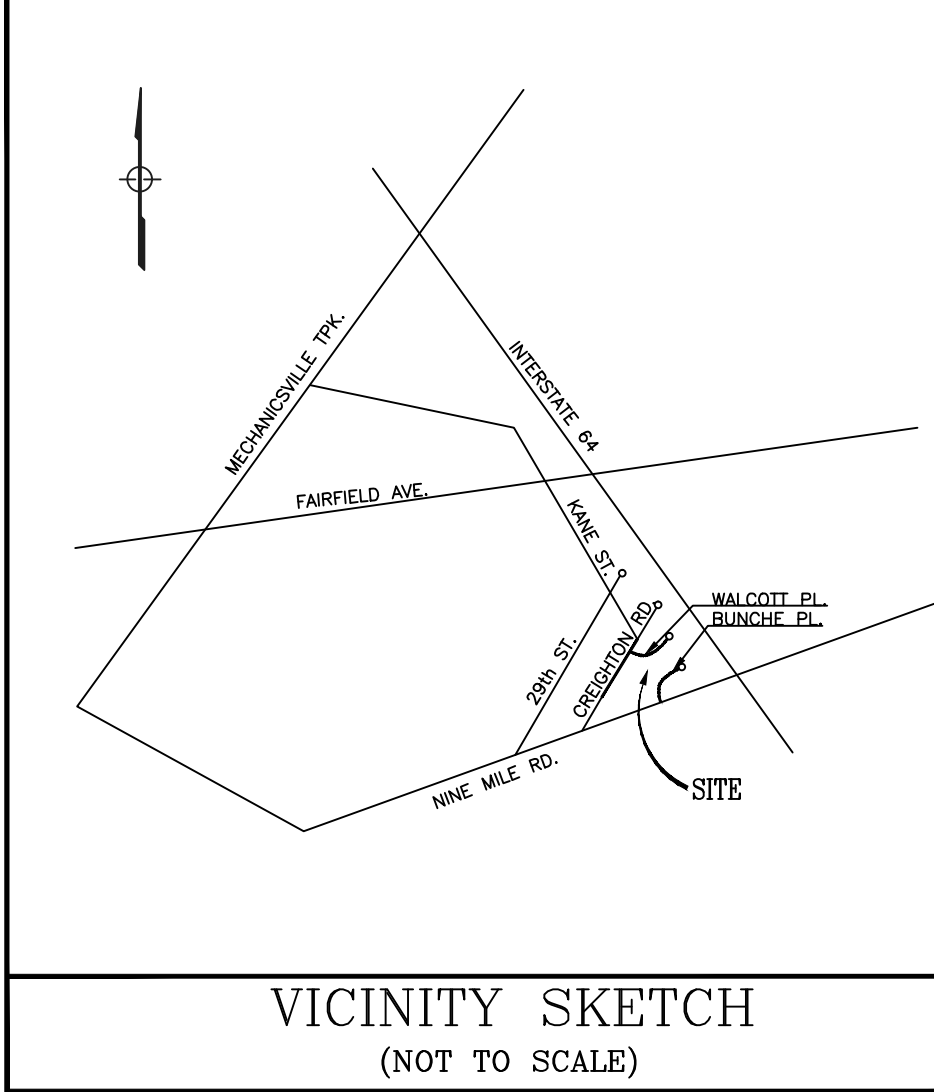 MECHANICSVILLE TPK.
INTERSTATE 64
FAIRFIELD AVE.
KANE ST.
WALCOTT PL.
BUNCHE PL.
29th ST.
CREIGHTON RD.
NINE MILE RD.
SITE
VICINITY SKETCH
(NOT TO SCALE)